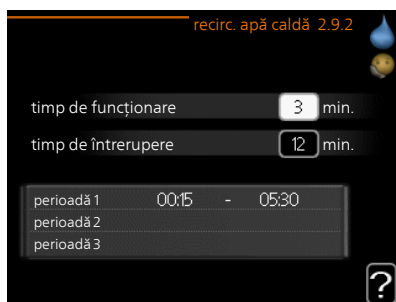 recirc. apă caldă 2.9.2
timp de funcționare 3 min.
timp de întrerupere 12 min.
perioadă 1 00:15 - 05:30
perioadă 2
perioadă 3
?